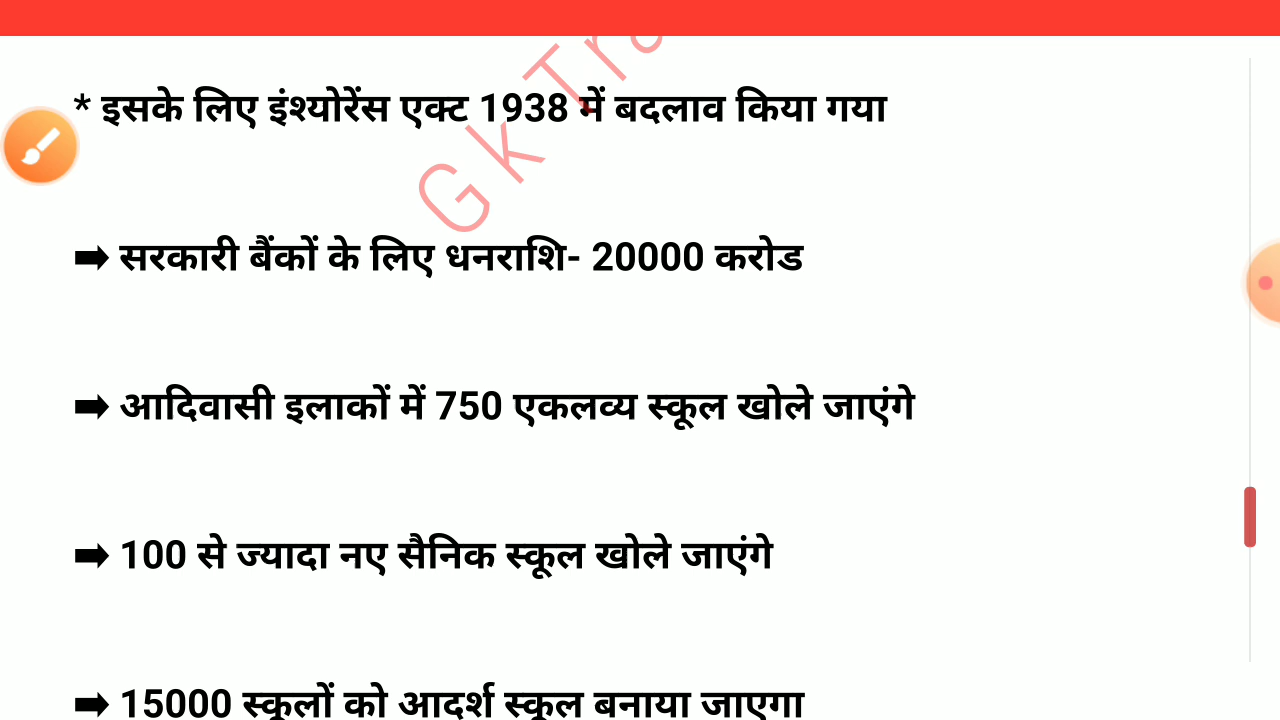 * इसके लिए इंश्योरेंस एक्ट 1938 में बदलाव किया गया
➡ सरकारी बैंकों के लिए धनराशि- 20000 करोड
➡ आदिवासी इलाकों में 750 एकलव्य स्कूल खोले जाएंगे
➡ 100 से ज्यादा नए सैनिक स्कूल खोले जाएंगे
➡ 15000 स्कूलों को आदर्श स्कूल बनाया जाएगा
Gk